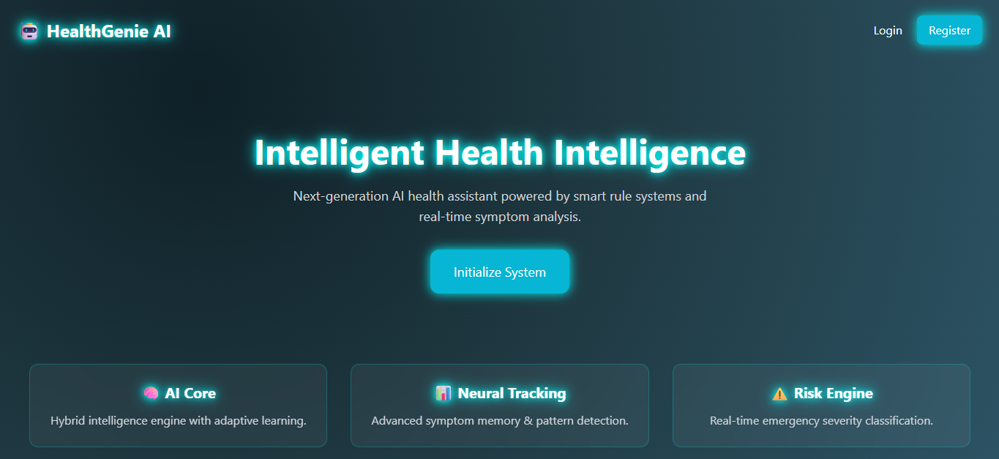 HealthGenie AI
Login
Register
Intelligent Health Intelligence
Next-generation AI health assistant powered by smart rule systems and
real-time symptom analysis.
Initialize System
AI Core
Hybrid intelligence engine with adaptive learning.
Neural Tracking
Advanced symptom memory & pattern detection.
Risk Engine
Real-time emergency severity classification.